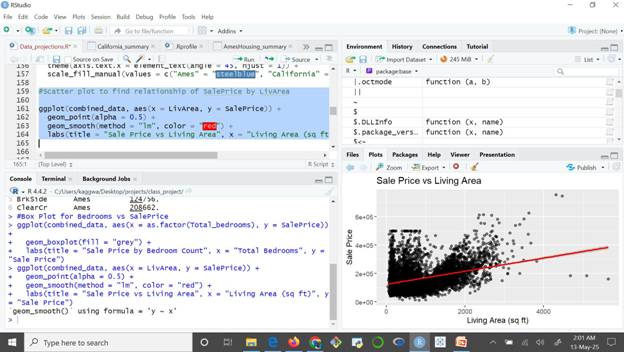 RStudio
File Edit View Plots Session Build Debug Profile Tools Help
Go to file/function Addins Project: (None)
Data_projections.R* California_summary Rprofile AmesHousing_summary
Source on Save Run Source
156 theme(axis.text.x = element_text(angle = 45, hjust = 1)) +
157 scale_fill_manual(values = c("Ames" = "steelblue", "California" =
158
159 #Scatter plot to find relationship of SalePrice by LivArea
160
161 ggplot(combined_data, aes(x = LivArea, y = SalePrice)) +
162 geom_point(alpha = 0.5) +
163 geom_smooth(method = "lm", color = "red") +
164 labs(title = "Sale Price vs Living Area", x = "Living Area (sq ft
165
165:1 (Top Level) R Script
Console Terminal Background Jobs
R 4.4.2 · C:/Users/kaggwa/Desktop/projects/class_project/
5 BrkSide Ames 124756.
6 ClearCr Ames 208662.
> #Box Plot for Bedrooms vs SalePrice
> ggplot(combined_data, aes(x = as.factor(Total_bedrooms), y = SalePrice))
+
+ geom_boxplot(fill = "grey") +
+ labs(title = "Sale Price by Bedroom Count", x = "Total Bedrooms", y =
"Sale Price")
> ggplot(combined_data, aes(x = LivArea, y = SalePrice)) +
+ geom_point(alpha = 0.5) +
+ geom_smooth(method = "lm", color = "red") +
+ labs(title = "Sale Price vs Living Area", x = "Living Area (sq ft)", y
= "Sale Price")
`geom_smooth()` using formula = 'y ~ x'
>
Environment History Connections Tutorial
Import Dataset 245 MiB List
R package:base
|.octmode function (x, b)
||
~
$
$.DLLInfo function (x, name)
$.package_vers… function (x, name)
$<-
Files Plots Packages Help Viewer Presentation
Zoom Export Publish
Sale Price vs Living Area
Sale Price
6e+05
4e+05
2e+05
0e+00
0 2000 4000
Living Area (sq ft)
Type here to search
2:01 AM
13-May-25